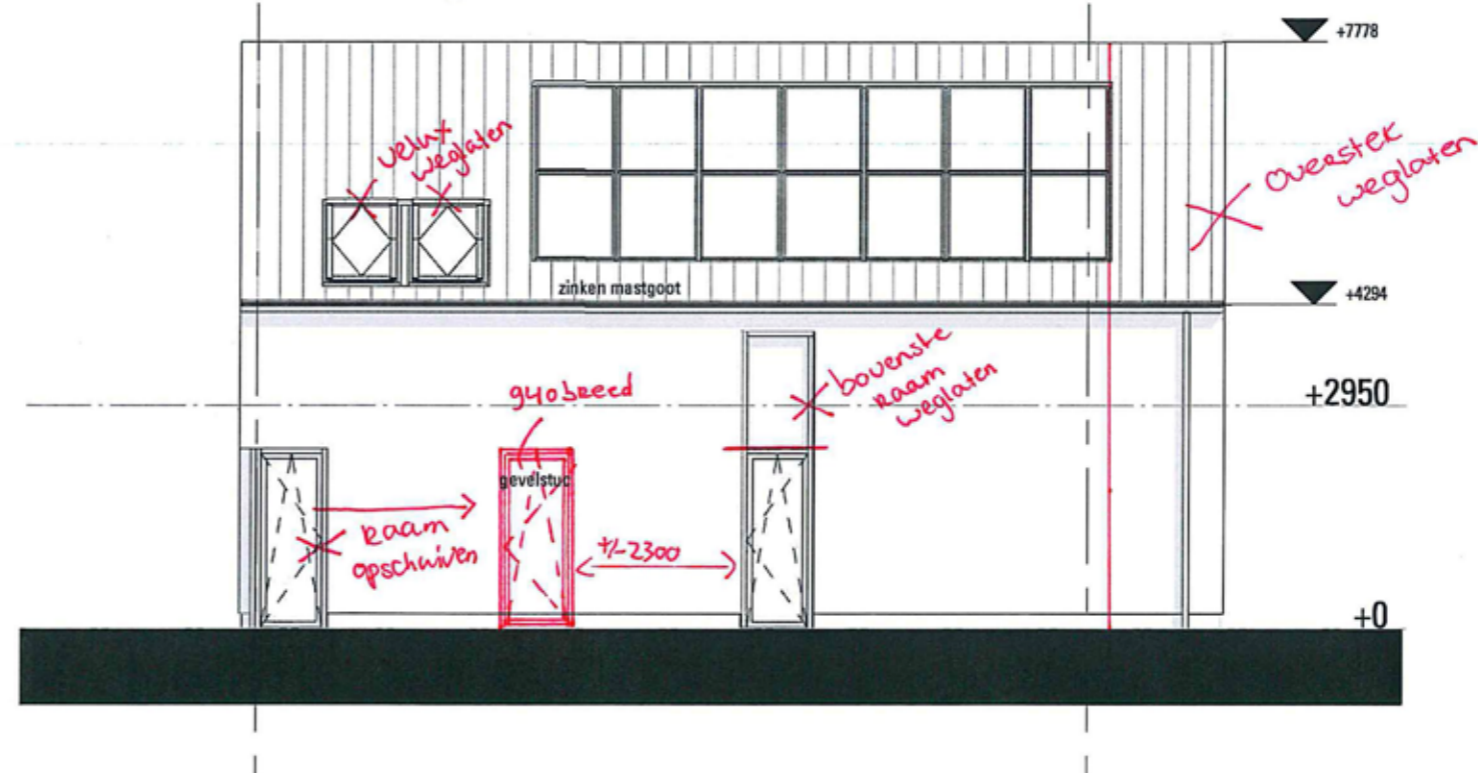 +7778
velux
weglaten
overstek
weglaten
zinken mastgoot
+4294
bovenste
raam
weglaten
940 breed
+2950
gevelstuc
raam
opschuiven
+/-2300
+0